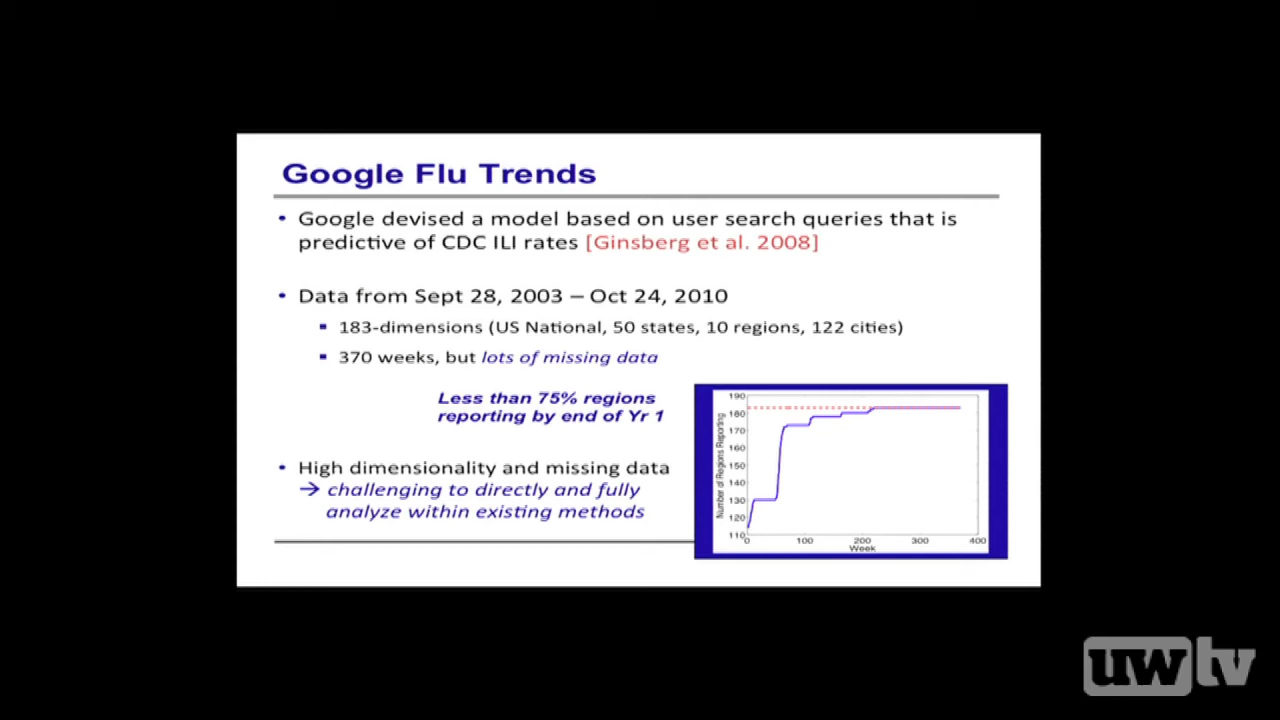 Google Flu Trends
• Google devised a model based on user search queries that is
predictive of CDC ILI rates [Ginsberg et al. 2008]
• Data from Sept 28, 2003 – Oct 24, 2010
▪ 183-dimensions (US National, 50 states, 10 regions, 122 cities)
▪ 370 weeks, but lots of missing data
Less than 75% regions
reporting by end of Yr 1
• High dimensionality and missing data
→ challenging to directly and fully
analyze within existing methods
Number of Regions Reporting
190
180
170
160
150
140
130
120
110
0 100 200 300 400
Week
uwtv